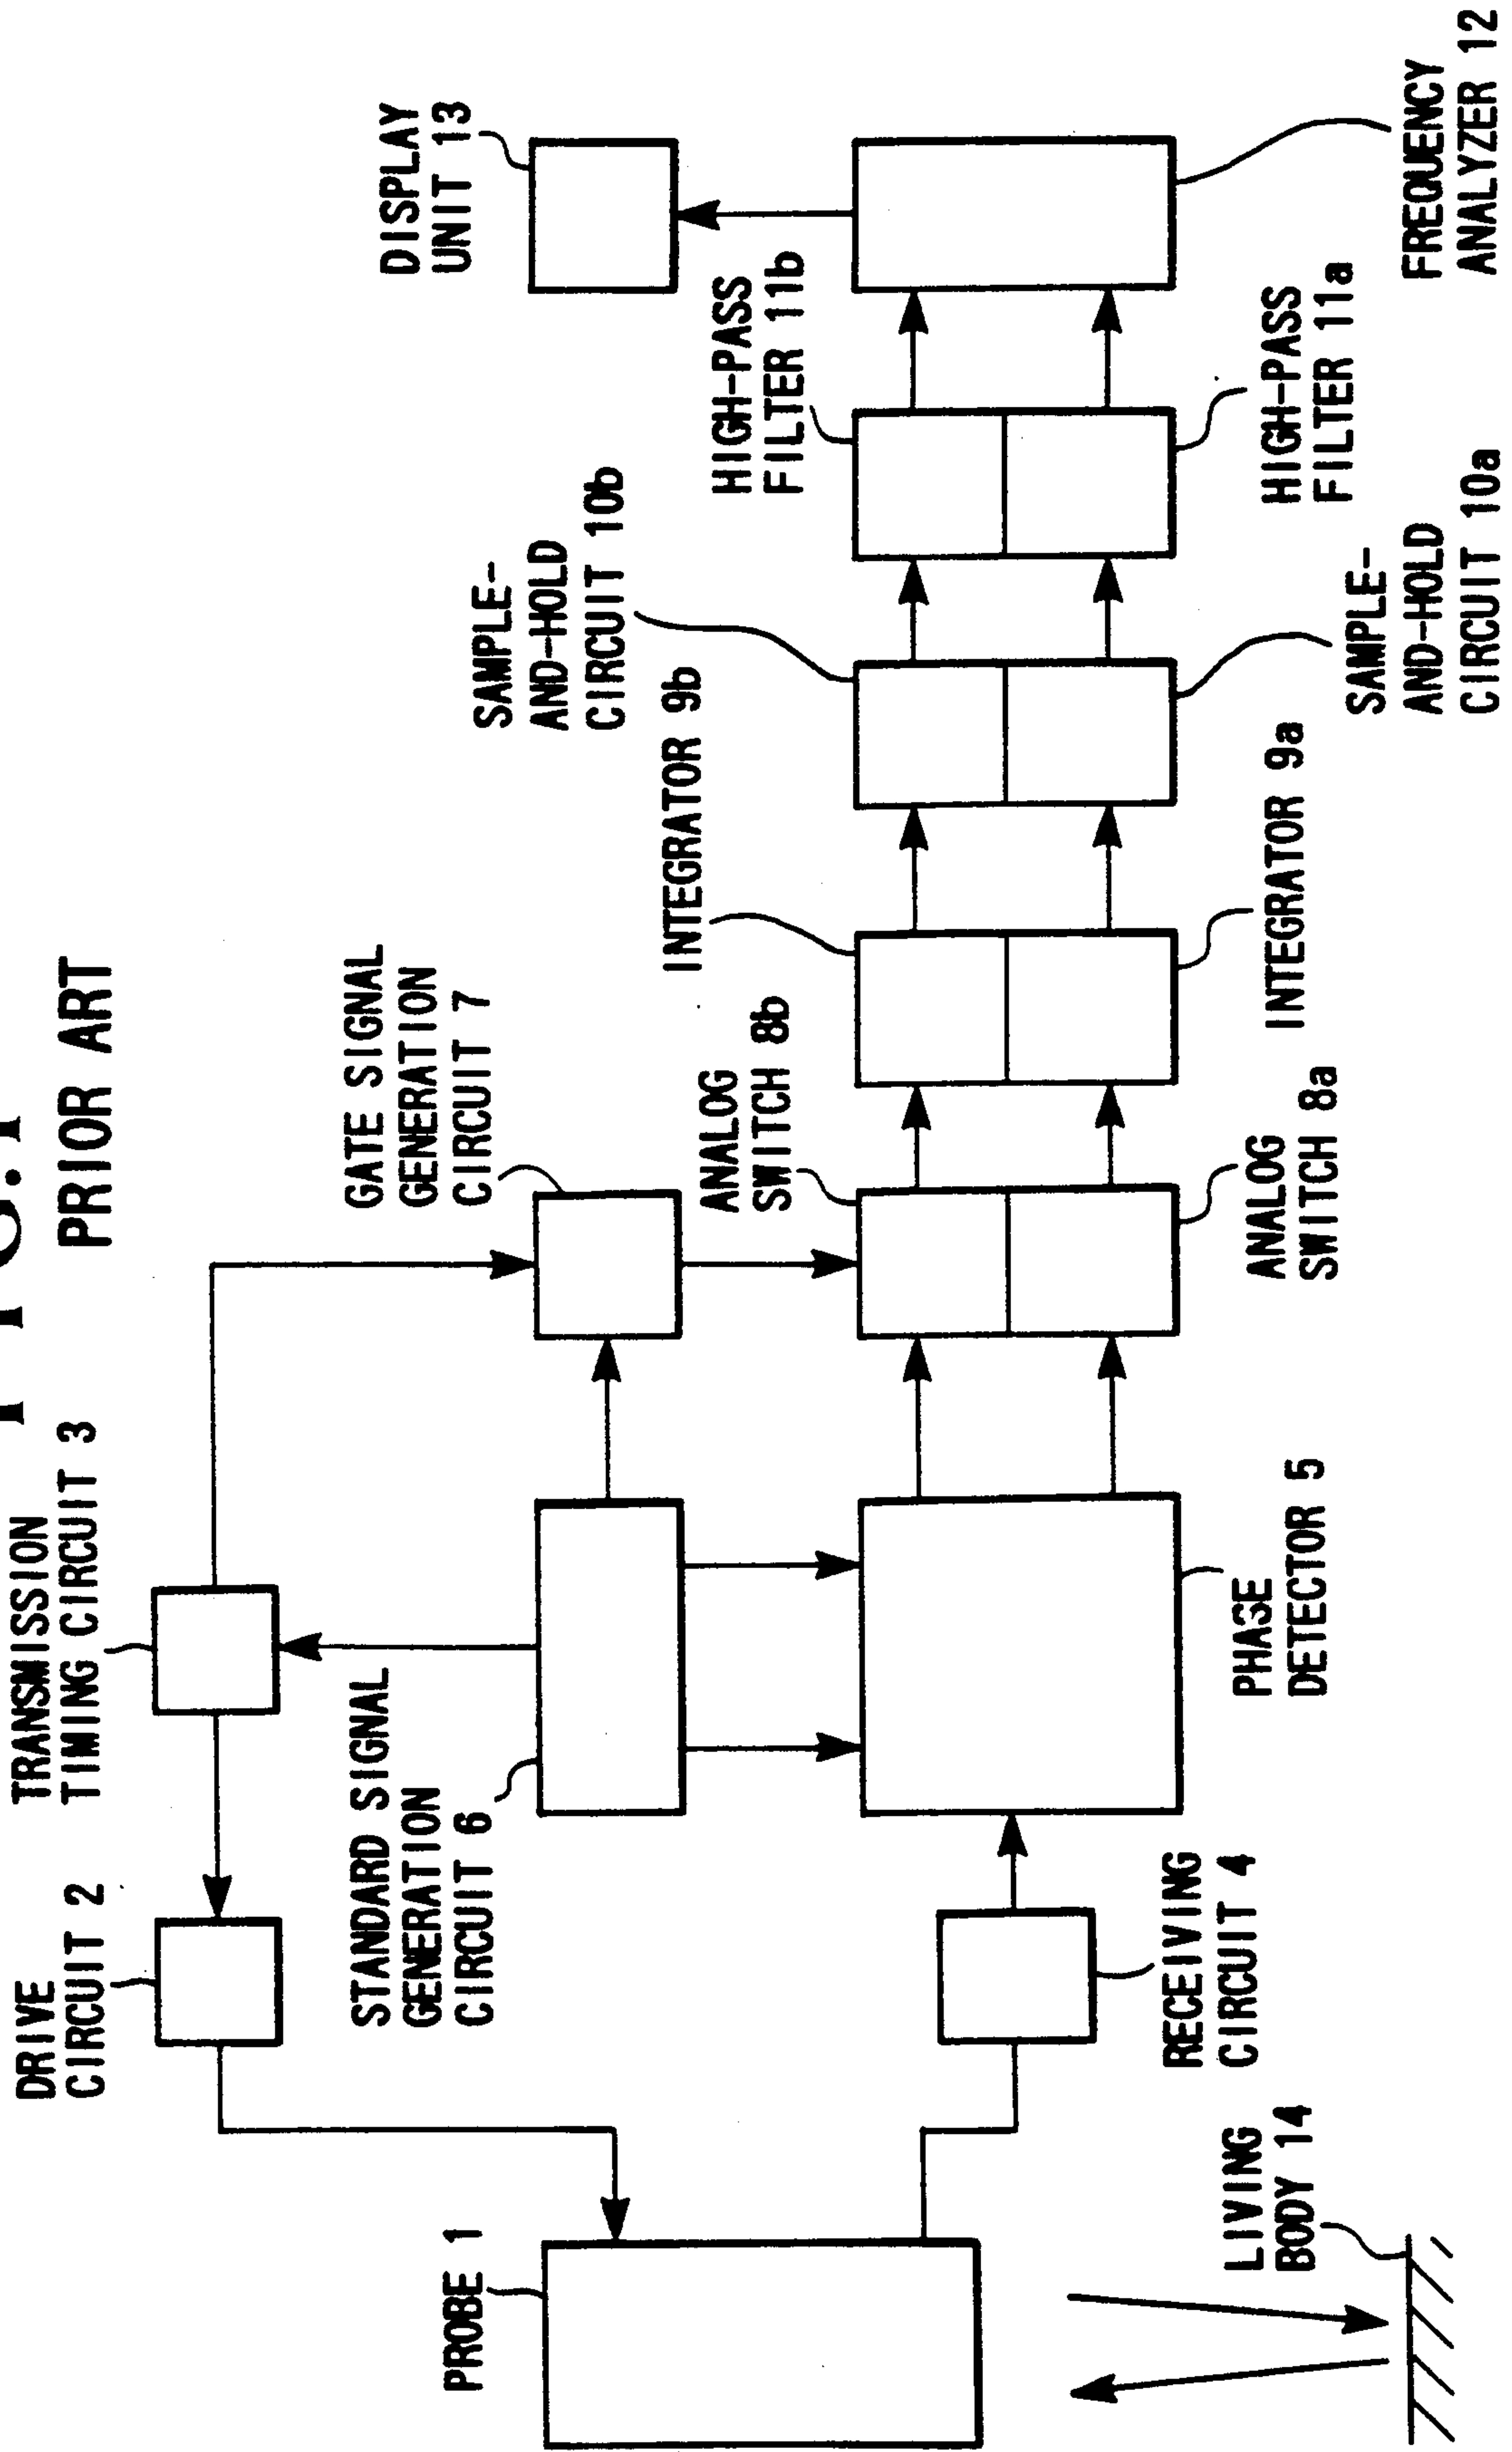 FIG.1
PRIOR ART
DRIVE
CIRCUIT 2
TRANSMISSION
TIMING CIRCUIT 3
GATE SIGNAL
GENERATION
CIRCUIT 7
DISPLAY
UNIT 13
STANDARD SIGNAL
GENERATION
CIRCUIT 6
SAMPLE-
AND-HOLD
CIRCUIT 10b
PROBE 1
INTEGRATOR 9b
ANALOG
SWITCH 8b
HIGH-PASS
FILTER 11b
RECEIVING
CIRCUIT 4
LIVING
BODY 14
PHASE
DETECTOR 5
ANALOG
SWITCH 8a
INTEGRATOR 9a
HIGH-PASS
FILTER 11a
SAMPLE-
AND-HOLD
CIRCUIT 10a
FREQUENCY
ANALYZER 12